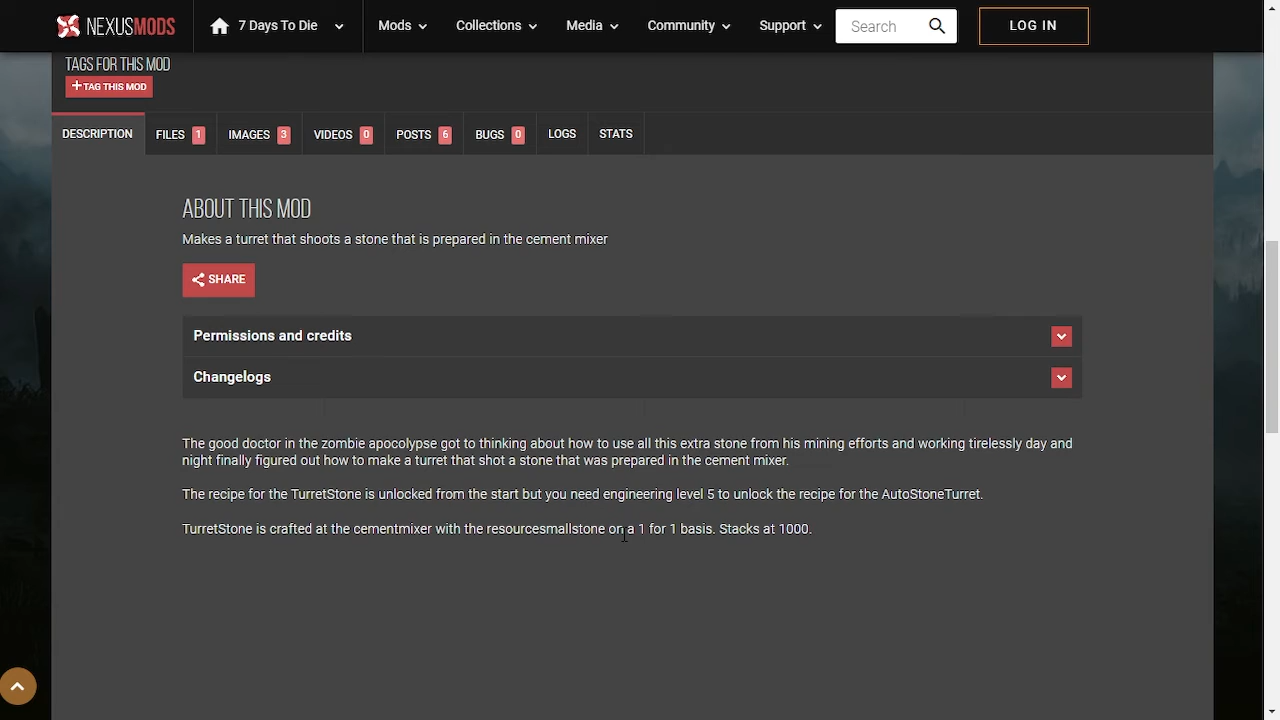 NEXUSMODS 7 Days To Die Mods Collections Media Community Support Search LOG IN
TAGS FOR THIS MOD
+TAG THIS MOD
DESCRIPTION FILES 1 IMAGES 3 VIDEOS 0 POSTS 6 BUGS 0 LOGS STATS
ABOUT THIS MOD
Makes a turret that shoots a stone that is prepared in the cement mixer
SHARE
Permissions and credits
Changelogs
The good doctor in the zombie apocolypse got to thinking about how to use all this extra stone from his mining efforts and working tirelessly day and
night finally figured out how to make a turret that shot a stone that was prepared in the cement mixer.
The recipe for the TurretStone is unlocked from the start but you need engineering level 5 to unlock the recipe for the AutoStoneTurret.
TurretStone is crafted at the cementmixer with the resourcesmallstone on a 1 for 1 basis. Stacks at 1000.